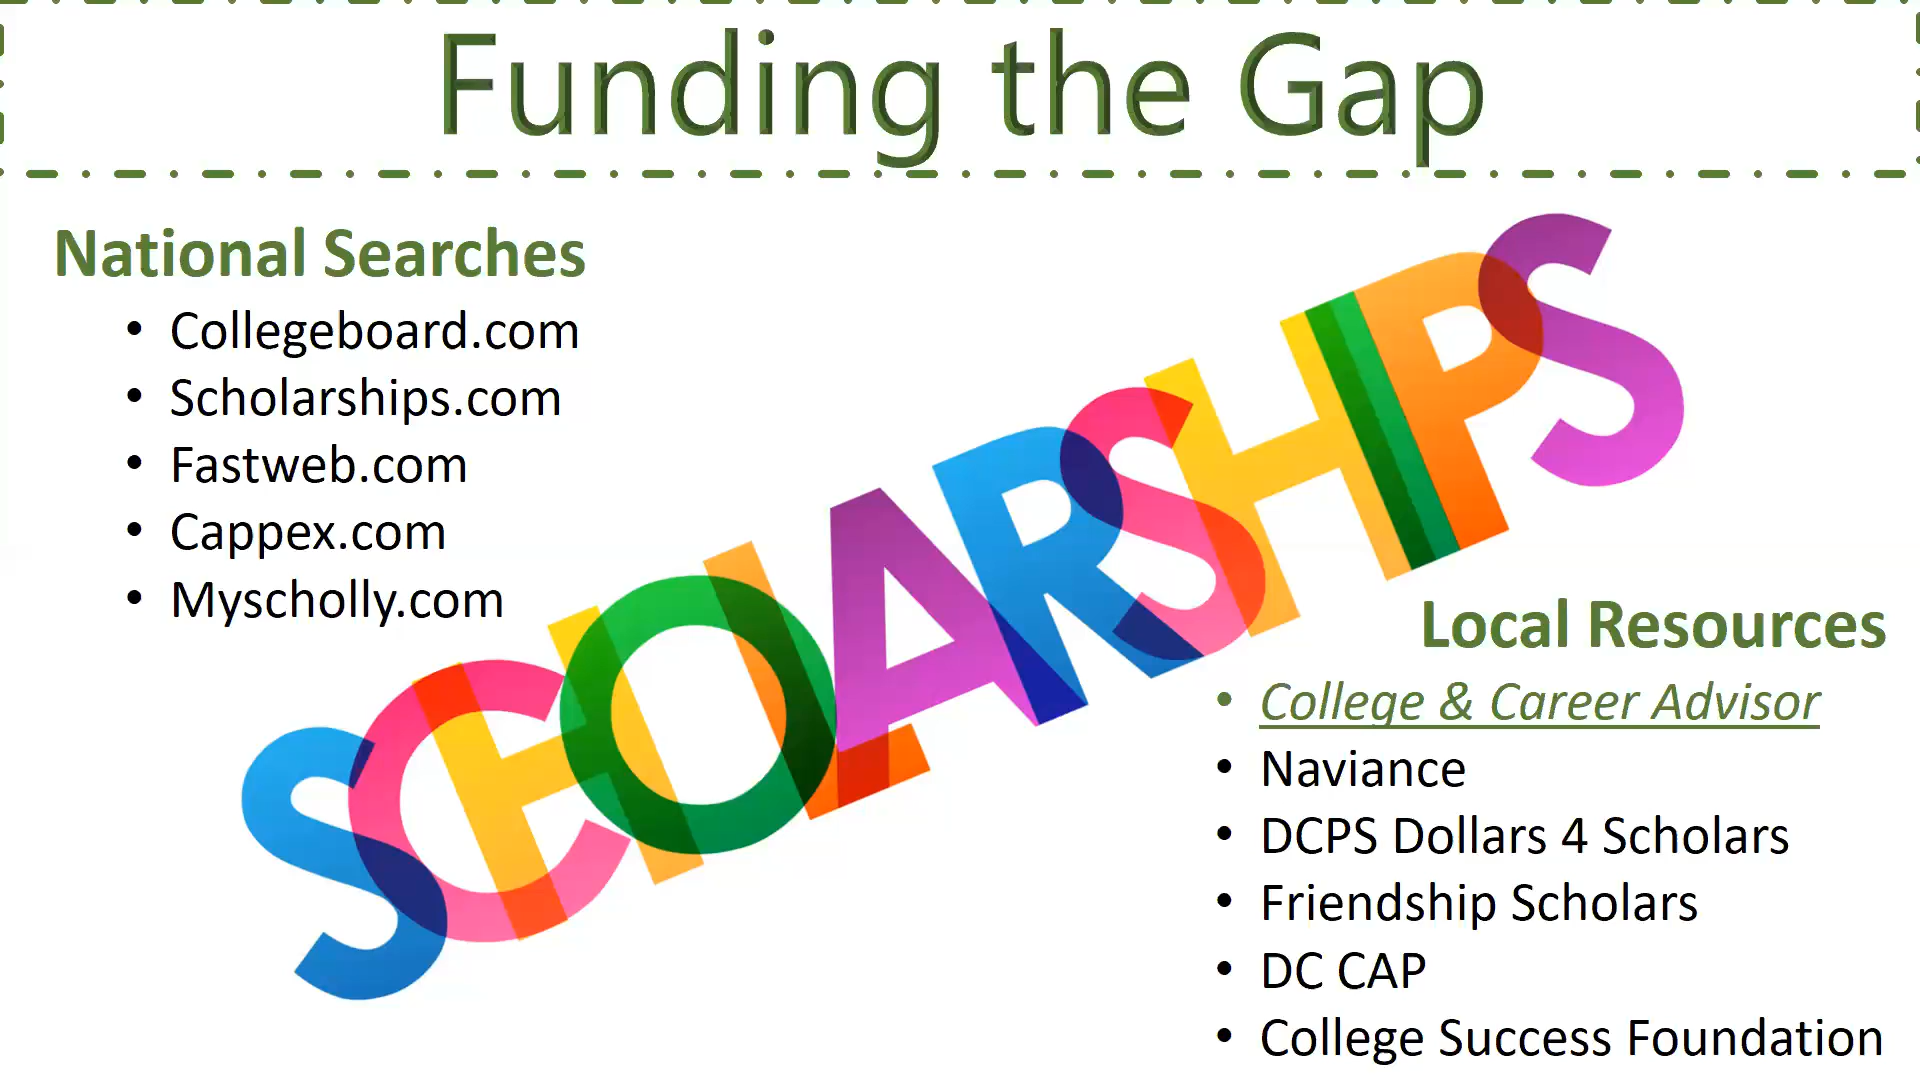 Funding the Gap
National Searches
• Collegeboard.com
• Scholarships.com
• Fastweb.com
• Cappex.com
• Myscholly.com
SCHOLARSHIPS
Local Resources
• College & Career Advisor
• Naviance
• DCPS Dollars 4 Scholars
• Friendship Scholars
• DC CAP
• College Success Foundation